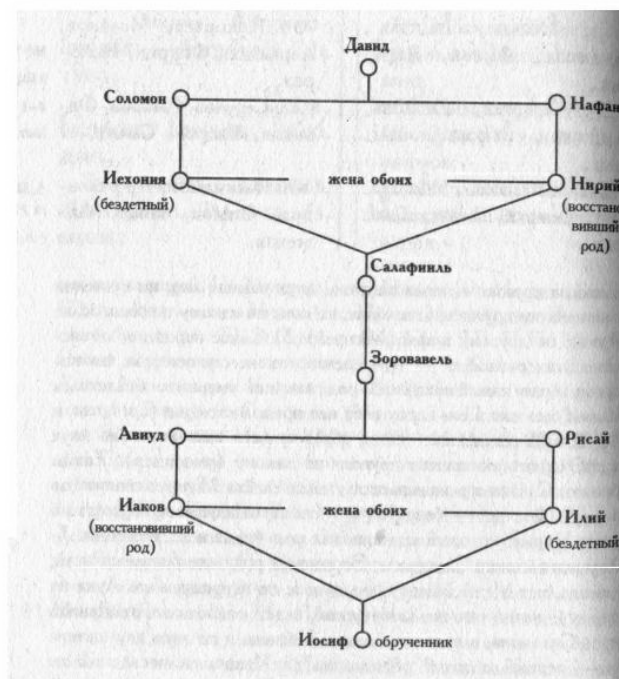 Давид
Соломон
Нафан
Иехония
жена обоих
Нирий
(бездетный)
(восстано
вивший
род)
Салафииль
Зоровавель
Авиуд
Рисай
Иаков
жена обоих
Илий
(восстановивший
род)
(бездетный)
Иосиф
обрученник